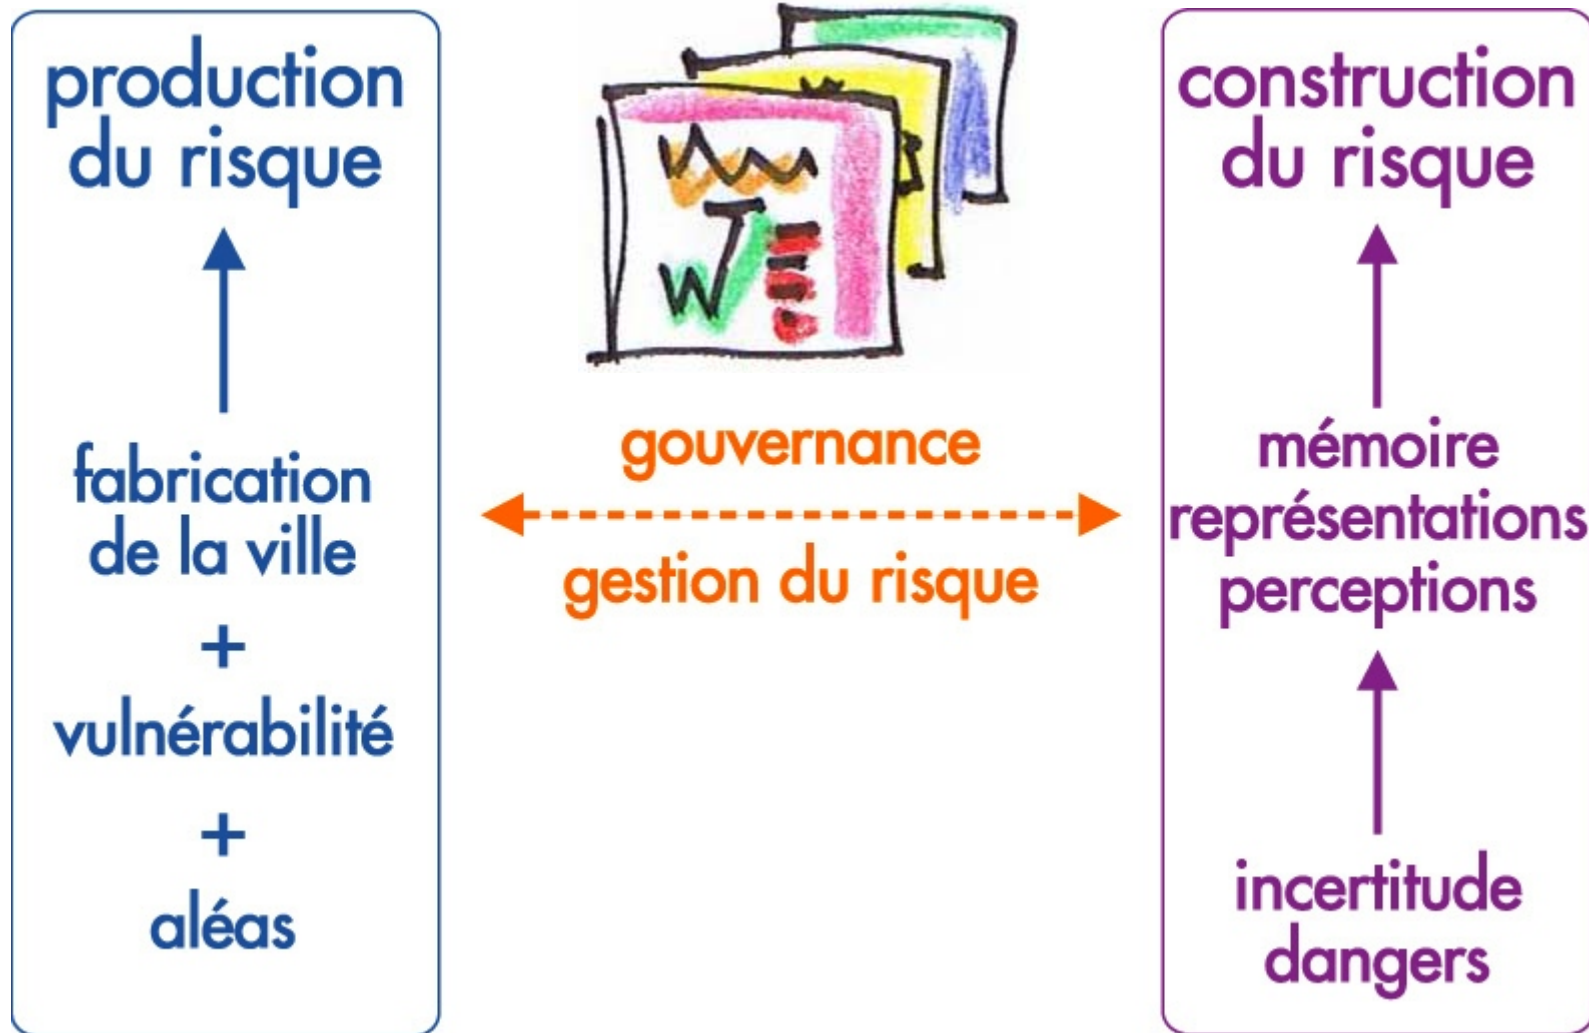 production
du risque
fabrication
de la ville
+
vulnérabilité
+
aléas
gouvernance
gestion du risque
construction
du risque
mémoire
représentations
perceptions
incertitude
dangers